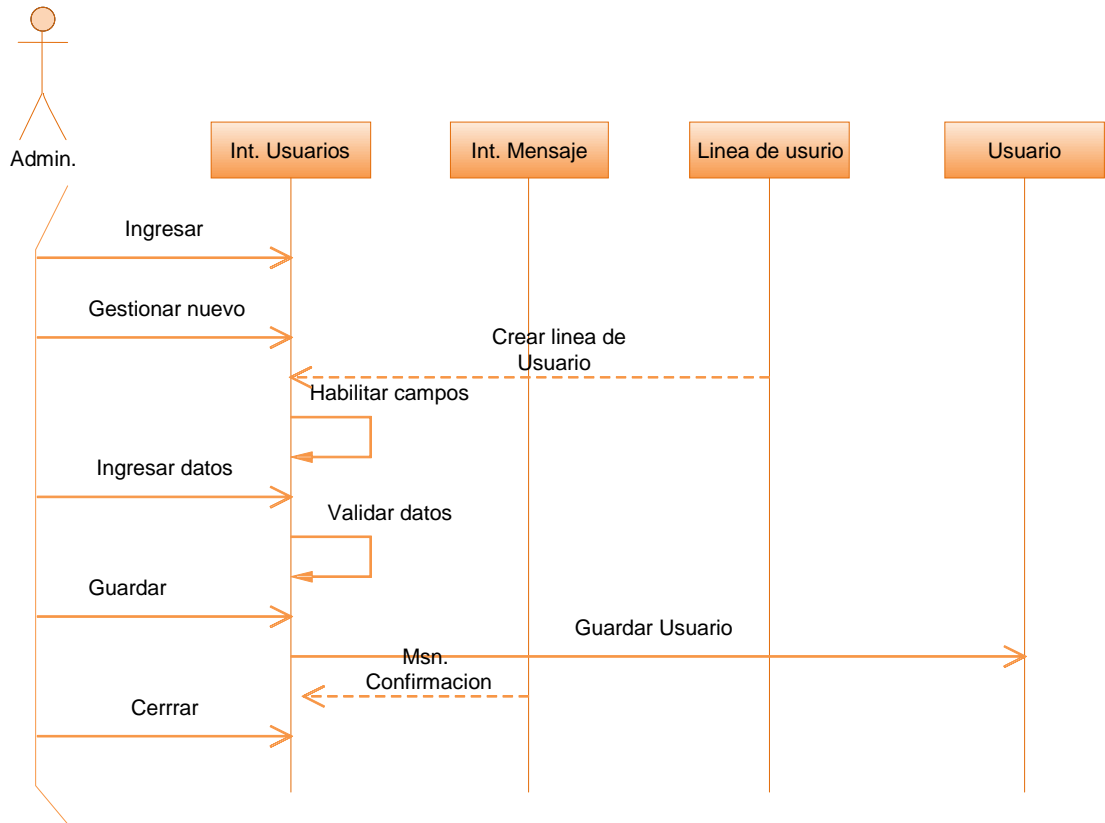 Admin.
Int. Usuarios
Int. Mensaje
Linea de usurio
Usuario
Ingresar
Gestionar nuevo
Crear linea de
Usuario
Habilitar campos
Ingresar datos
Validar datos
Guardar
Guardar Usuario
Msn.
Confirmacion
Cerrrar